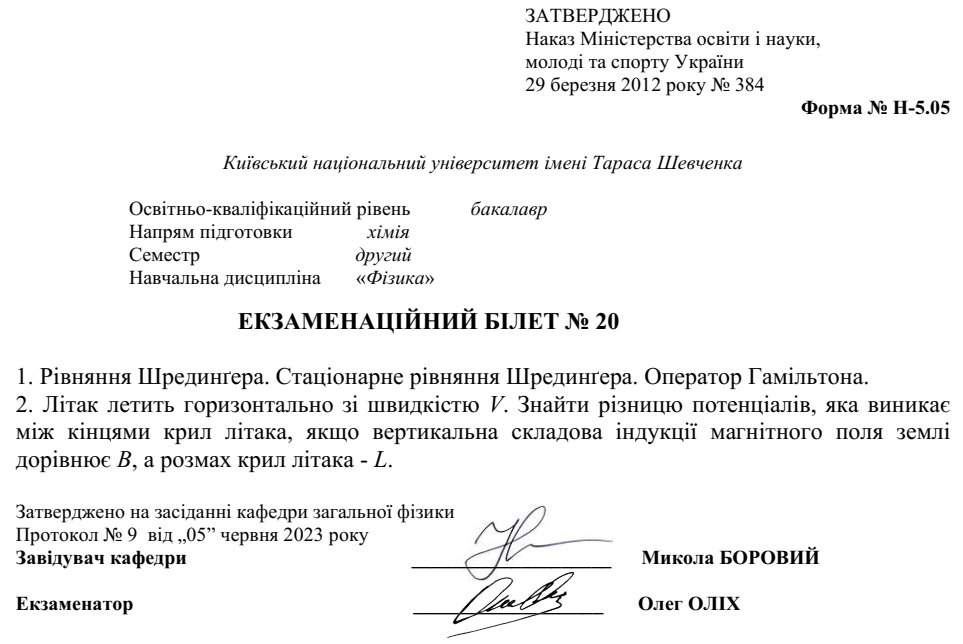 ЗАТВЕРДЖЕНО
Наказ Міністерства освіти і науки,
молоді та спорту України
29 березня 2012 року № 384
Форма № Н-5.05
Київський національний університет імені Тараса Шевченка
Освітньо-кваліфікаційний рівень бакалавр
Напрям підготовки хімія
Семестр другий
Навчальна дисципліна «Фізика»
ЕКЗАМЕНАЦІЙНИЙ БІЛЕТ № 20
1. Рівняння Шредингера. Стаціонарне рівняння Шредингера. Оператор Гамільтона.
2. Літак летить горизонтально зі швидкістю V. Знайти різницю потенціалів, яка виникає
між кінцями крил літака, якщо вертикальна складова індукції магнітного поля землі
дорівнює B, а розмах крил літака - L.
Затверджено на засіданні кафедри загальної фізики
Протокол № 9 від „05” червня 2023 року
Завідувач кафедри ____________________ Микола БОРОВИЙ
Екзаменатор ____________________ Олег ОЛІХ